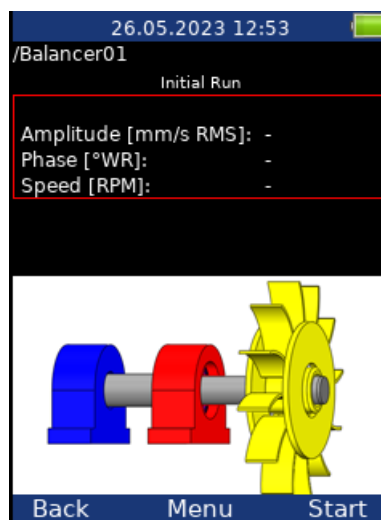 26.05.2023 12:53
/Balancer01
Initial Run
Amplitude [mm/s RMS]: -
Phase [°WR]: -
Speed [RPM]: -
Back Menu Start